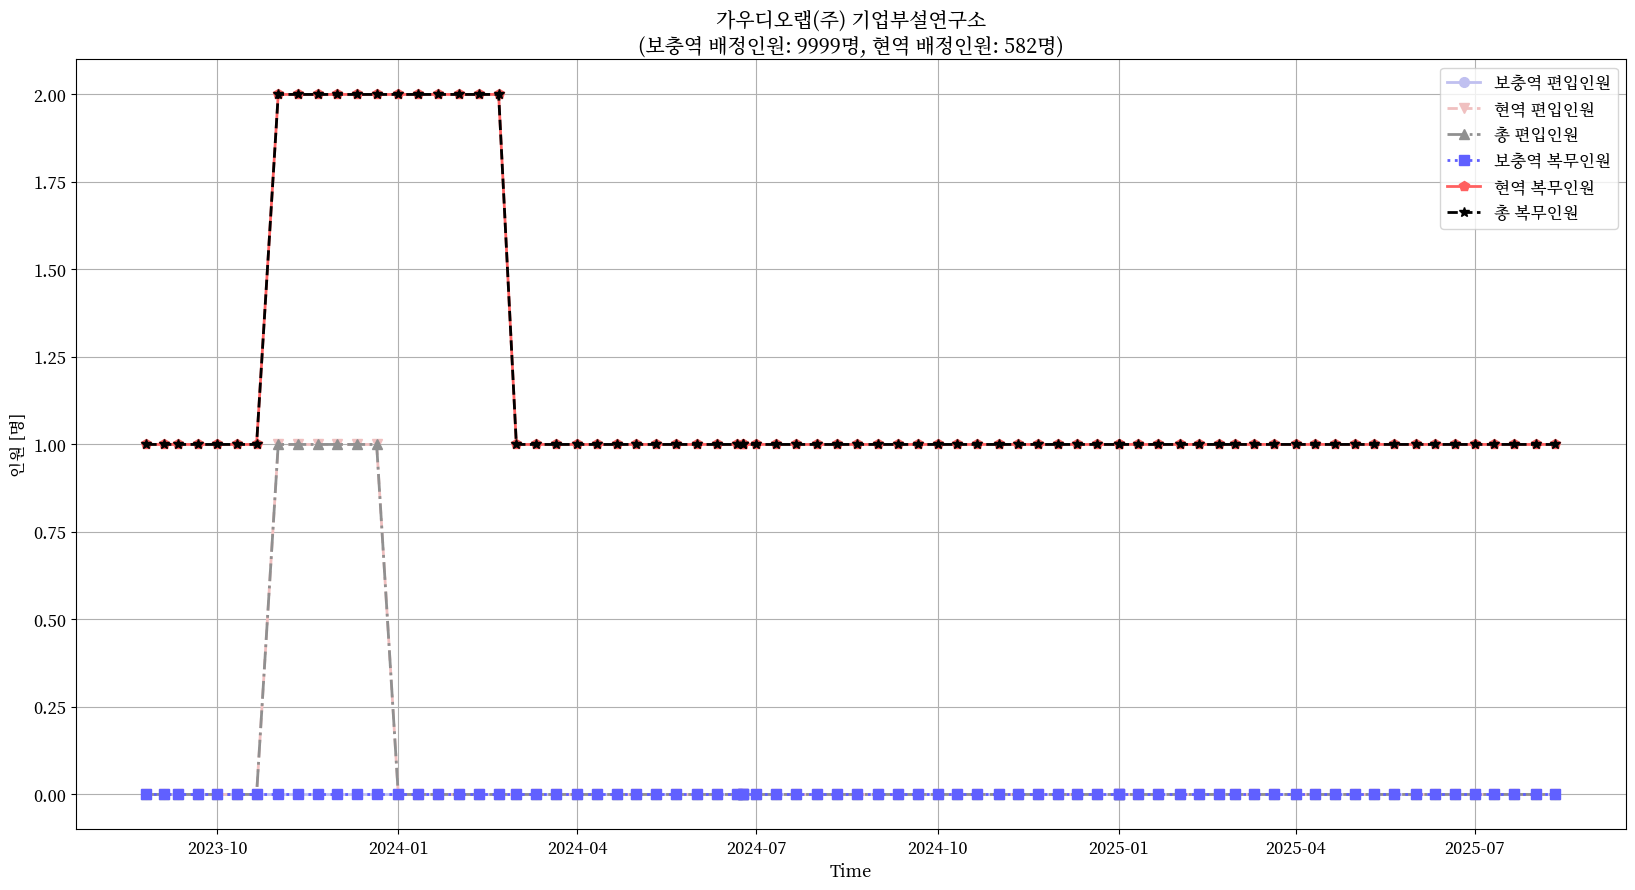 가우디오랩(주) 기업부설연구소
(보충역 배정인원: 9999명, 현역 배정인원: 582명)
보충역 편입인원
현역 편입인원
총 편입인원
보충역 복무인원
현역 복무인원
총 복무인원
인원 [명]
2.00
1.75
1.50
1.25
1.00
0.75
0.50
0.25
0.00
2023-10
2024-01
2024-04
2024-07
2024-10
2025-01
2025-04
2025-07
Time